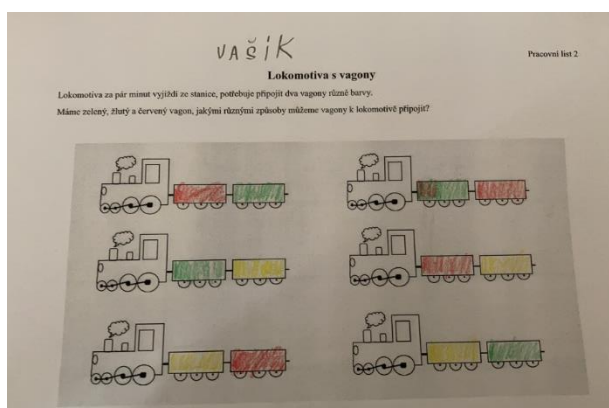 VAŠÍK
Pracovní list 2
Lokomotiva s vagony
Lokomotiva za pár minut vyjíždí ze stanice, potřebuje připojit dva vagony různé barvy.
Máme zelený, žlutý a červený vagon, jakými různými způsoby můžeme vagony k lokomotivě připojit?